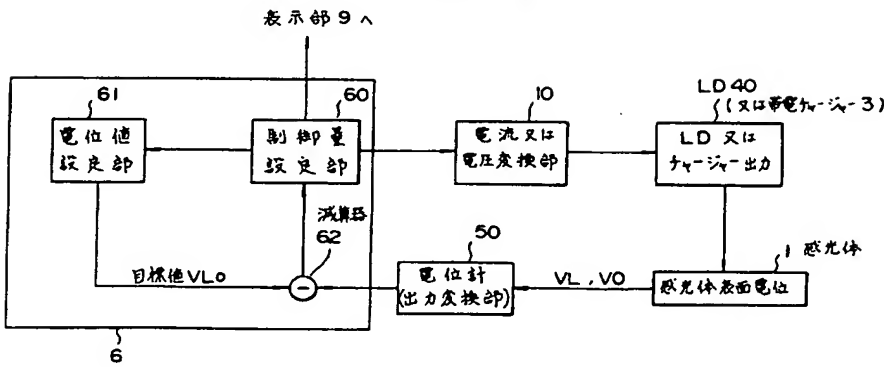 表示部9へ
61
電位値
設定部
60
制御量
設定部
10
電流又は
電圧変換部
LD40
(又は帯電チャージャー3)
LD又は
チャージャー出力
減算器
62
目標値VLO
50
電位計
(出力変換部)
VL,VO
1 感光体
感光体表面電位
6